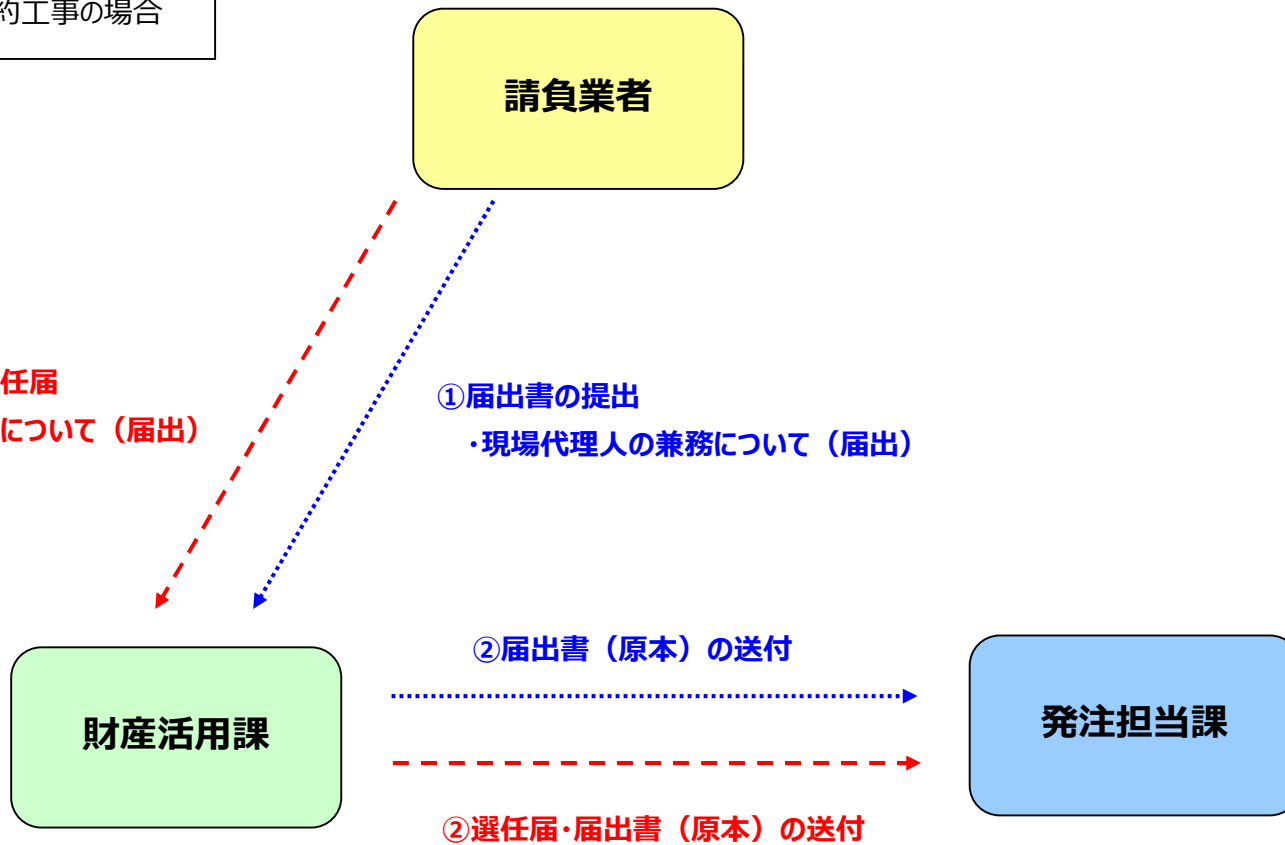 約工事の場合
請負業者
任届
について（届出）
①届出書の提出
・現場代理人の兼務について（届出）
②届出書（原本）の送付
財産活用課
発注担当課
②選任届・届出書（原本）の送付